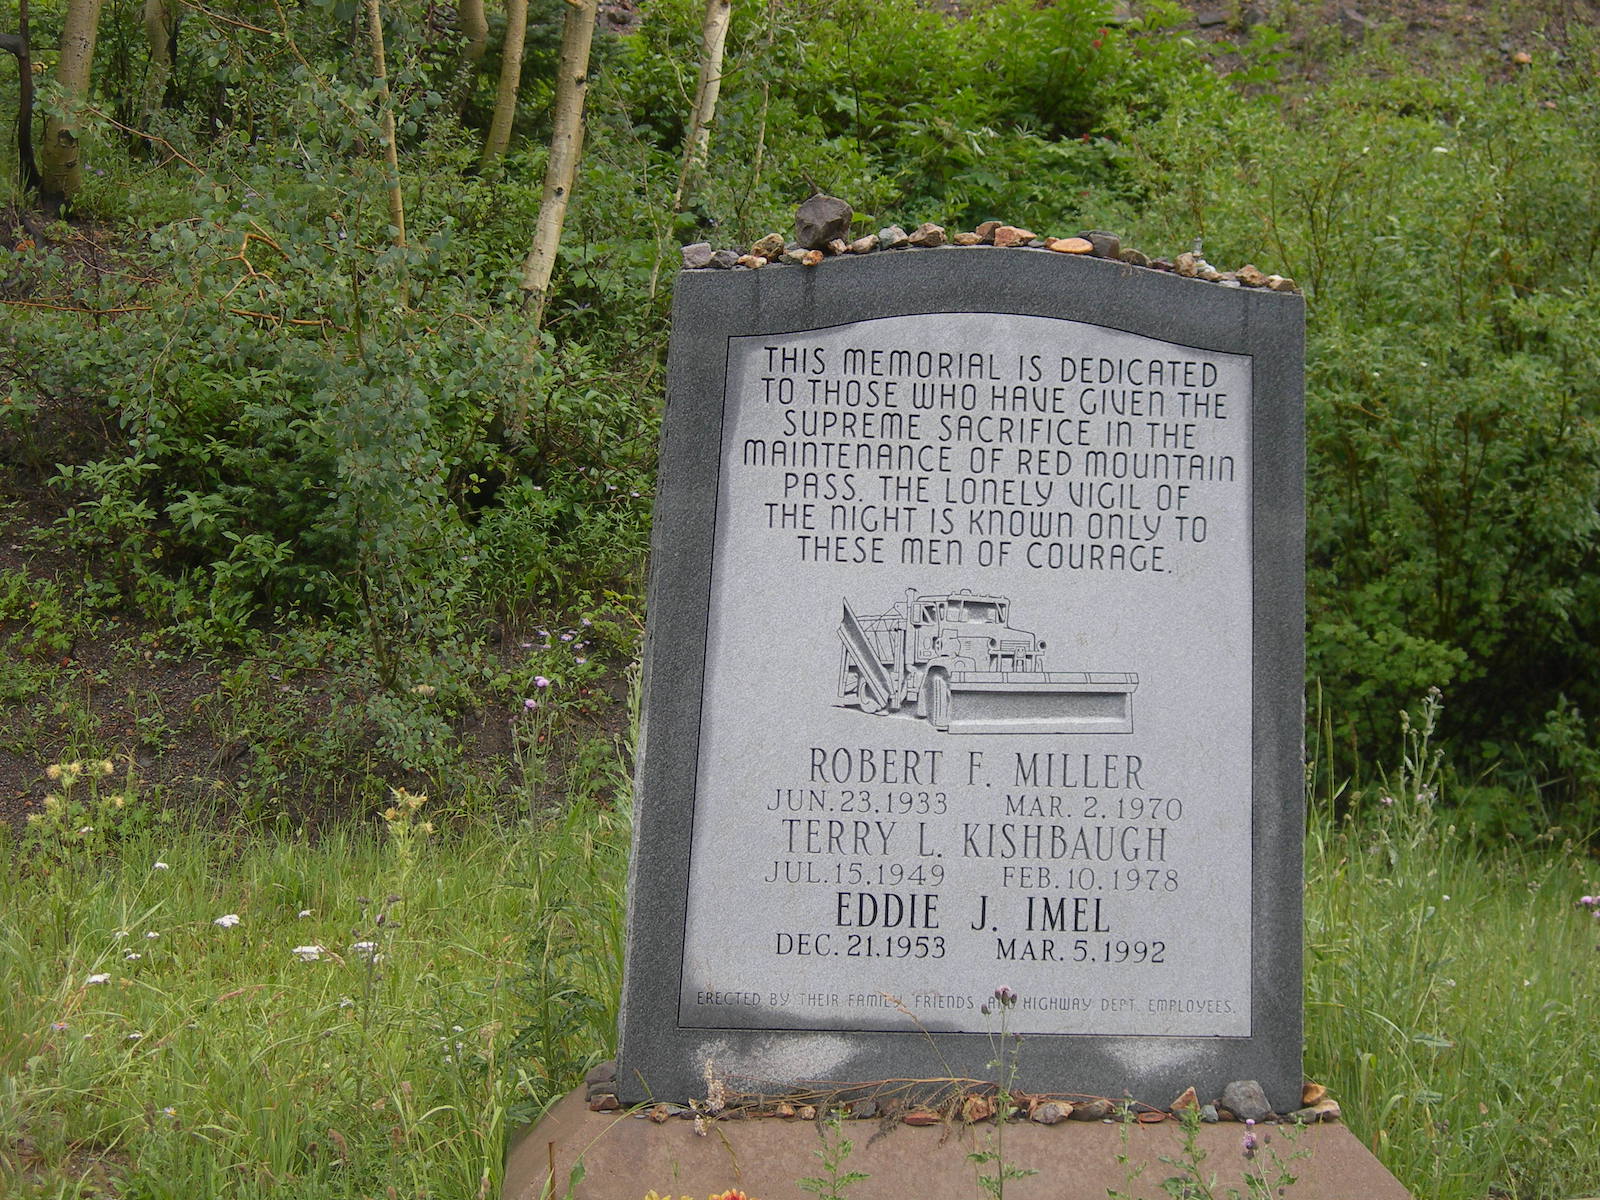 THIS MEMORIAL IS DEDICATED
TO THOSE WHO HAVE GIVEN THE
SUPREME SACRIFICE IN THE
MAINTENANCE OF RED MOUNTAIN
PASS. THE LONELY VIGIL OF
THE NIGHT IS KNOWN ONLY TO
THESE MEN OF COURAGE.
ROBERT F. MILLER
JUN. 23, 1933 MAR. 2, 1970
TERRY L. KISHBAUGH
JUL. 15, 1949 FEB. 10, 1978
EDDIE J. IMEL
DEC. 21, 1953 MAR. 5, 1992
ERECTED BY THEIR FAMILY, FRIENDS AND HIGHWAY DEPT. EMPLOYEES.